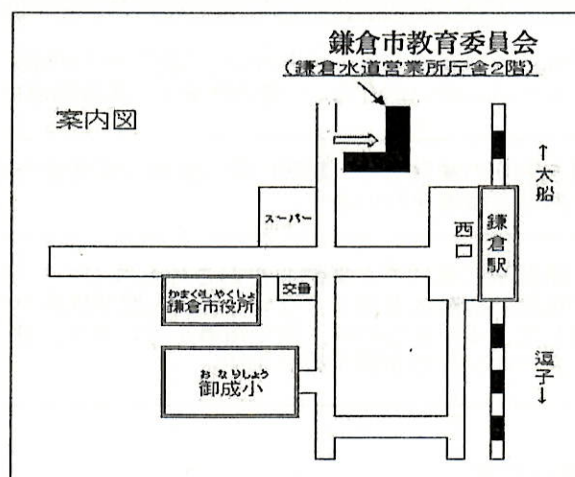 鎌倉市教育委員会
(鎌倉水道営業所庁舎2階)
案内図
↑大船
スーパー
西口
鎌倉駅
交番
かまくらしやくしょ
鎌倉市役所
おなりしょう
御成小
逗子↓